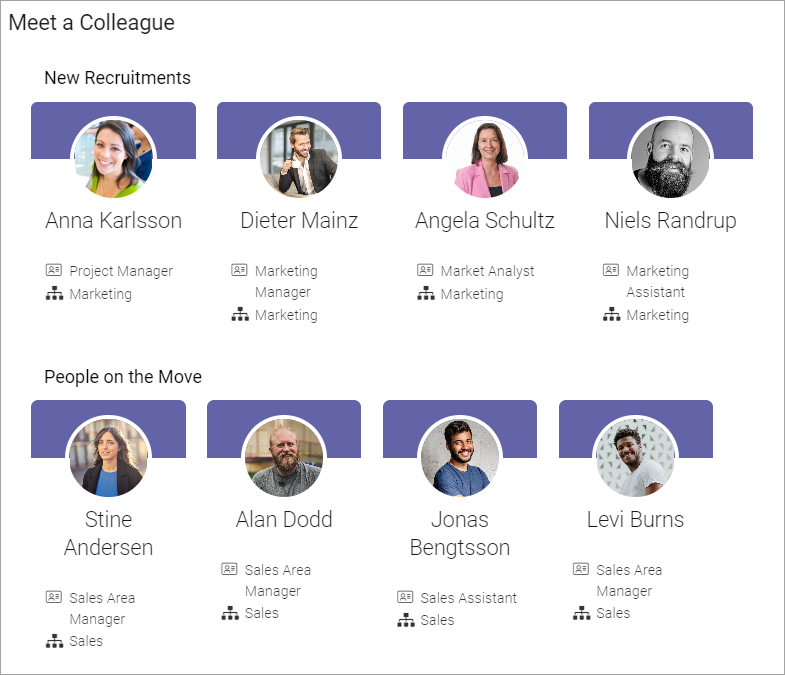 Meet a Colleague
New Recruitments
Anna Karlsson
Project Manager
Marketing
Dieter Mainz
Marketing
Manager
Marketing
Angela Schultz
Market Analyst
Marketing
Niels Randrup
Marketing
Assistant
Marketing
People on the Move
Stine
Andersen
Sales Area
Manager
Sales
Alan Dodd
Sales Area
Manager
Sales
Jonas
Bengtsson
Sales Assistant
Sales
Levi Burns
Sales Area
Manager
Sales